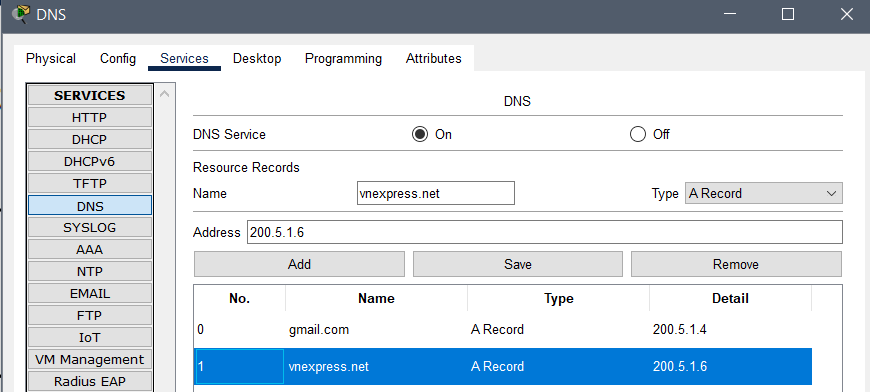 DNS
Physical Config Services Desktop Programming Attributes
SERVICES
HTTP
DHCP
DHCPv6
TFTP
DNS
SYSLOG
AAA
NTP
EMAIL
FTP
IoT
VM Management
Radius EAP
DNS
DNS Service On Off
Resource Records
Name vnexpress.net Type A Record
Address 200.5.1.6
Add Save Remove
No. Name Type Detail
0 gmail.com A Record 200.5.1.4
1 vnexpress.net A Record 200.5.1.6